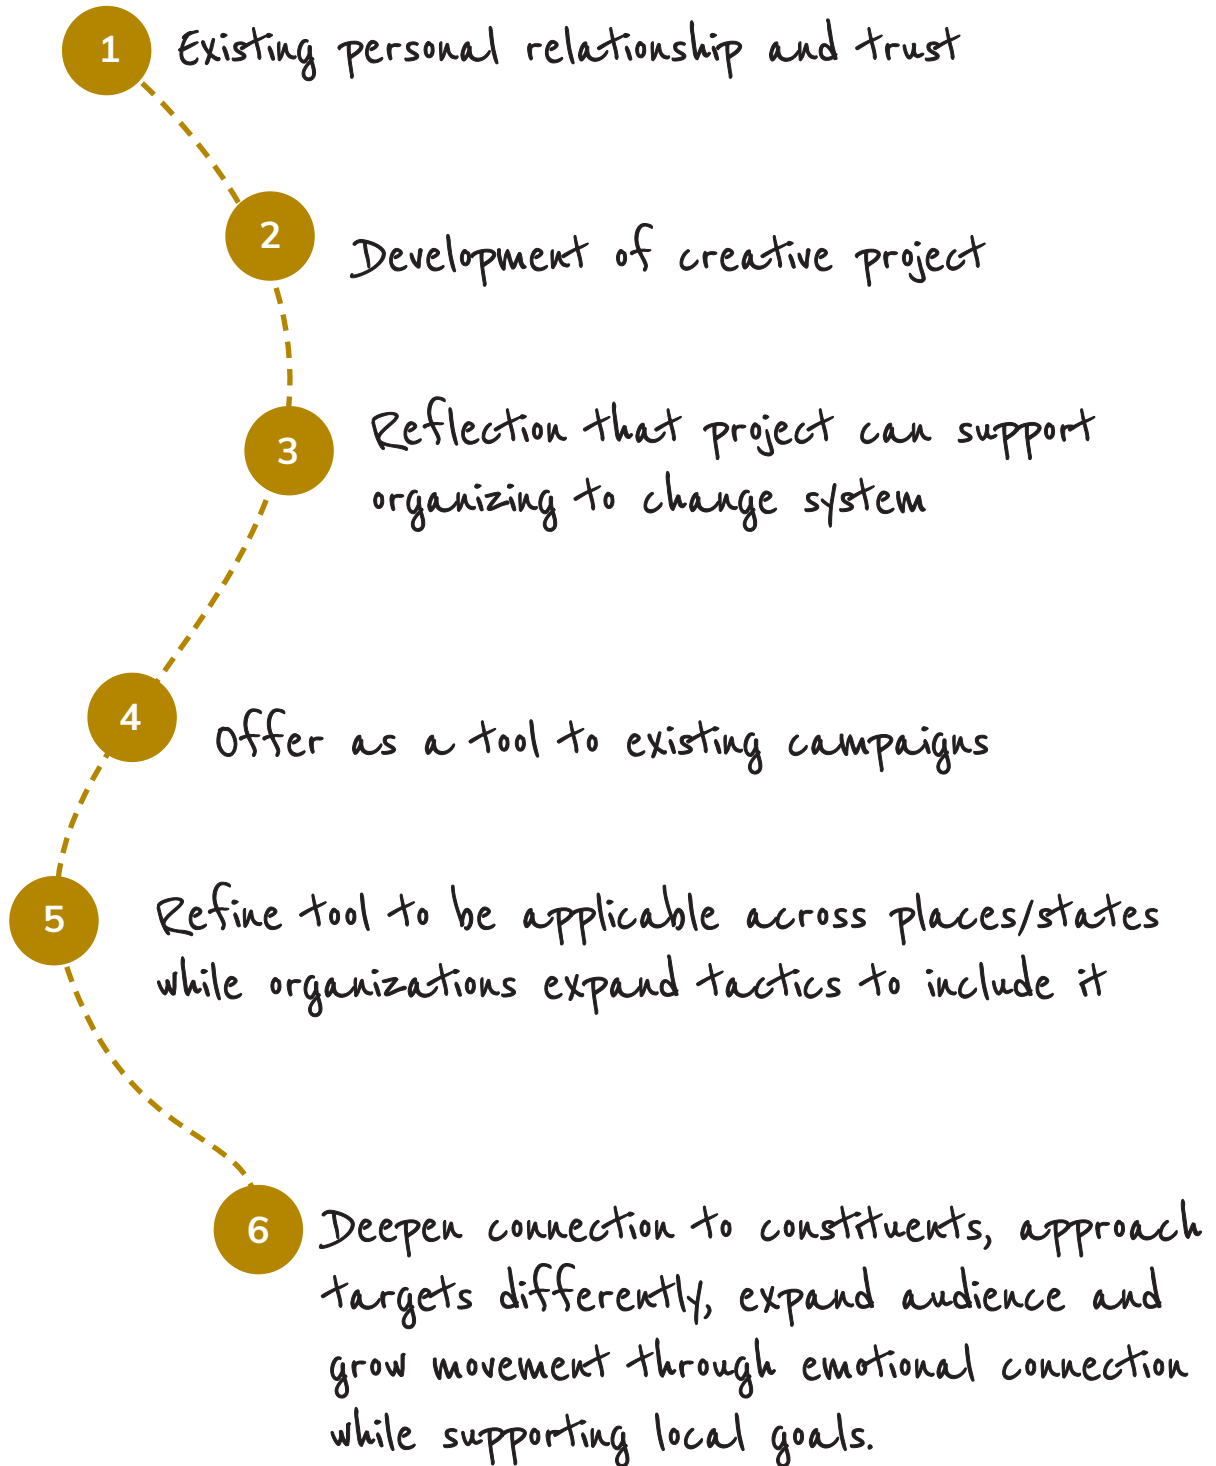 1 Existing personal relationship and trust
2 Development of creative project
3 Reflection that project can support
organizing to change system
4 Offer as a tool to existing campaigns
5 Refine tool to be applicable across places/states
while organizations expand tactics to include it
6 Deepen connection to constituents, approach
targets differently, expand audience and
grow movement through emotional connection
while supporting local goals.